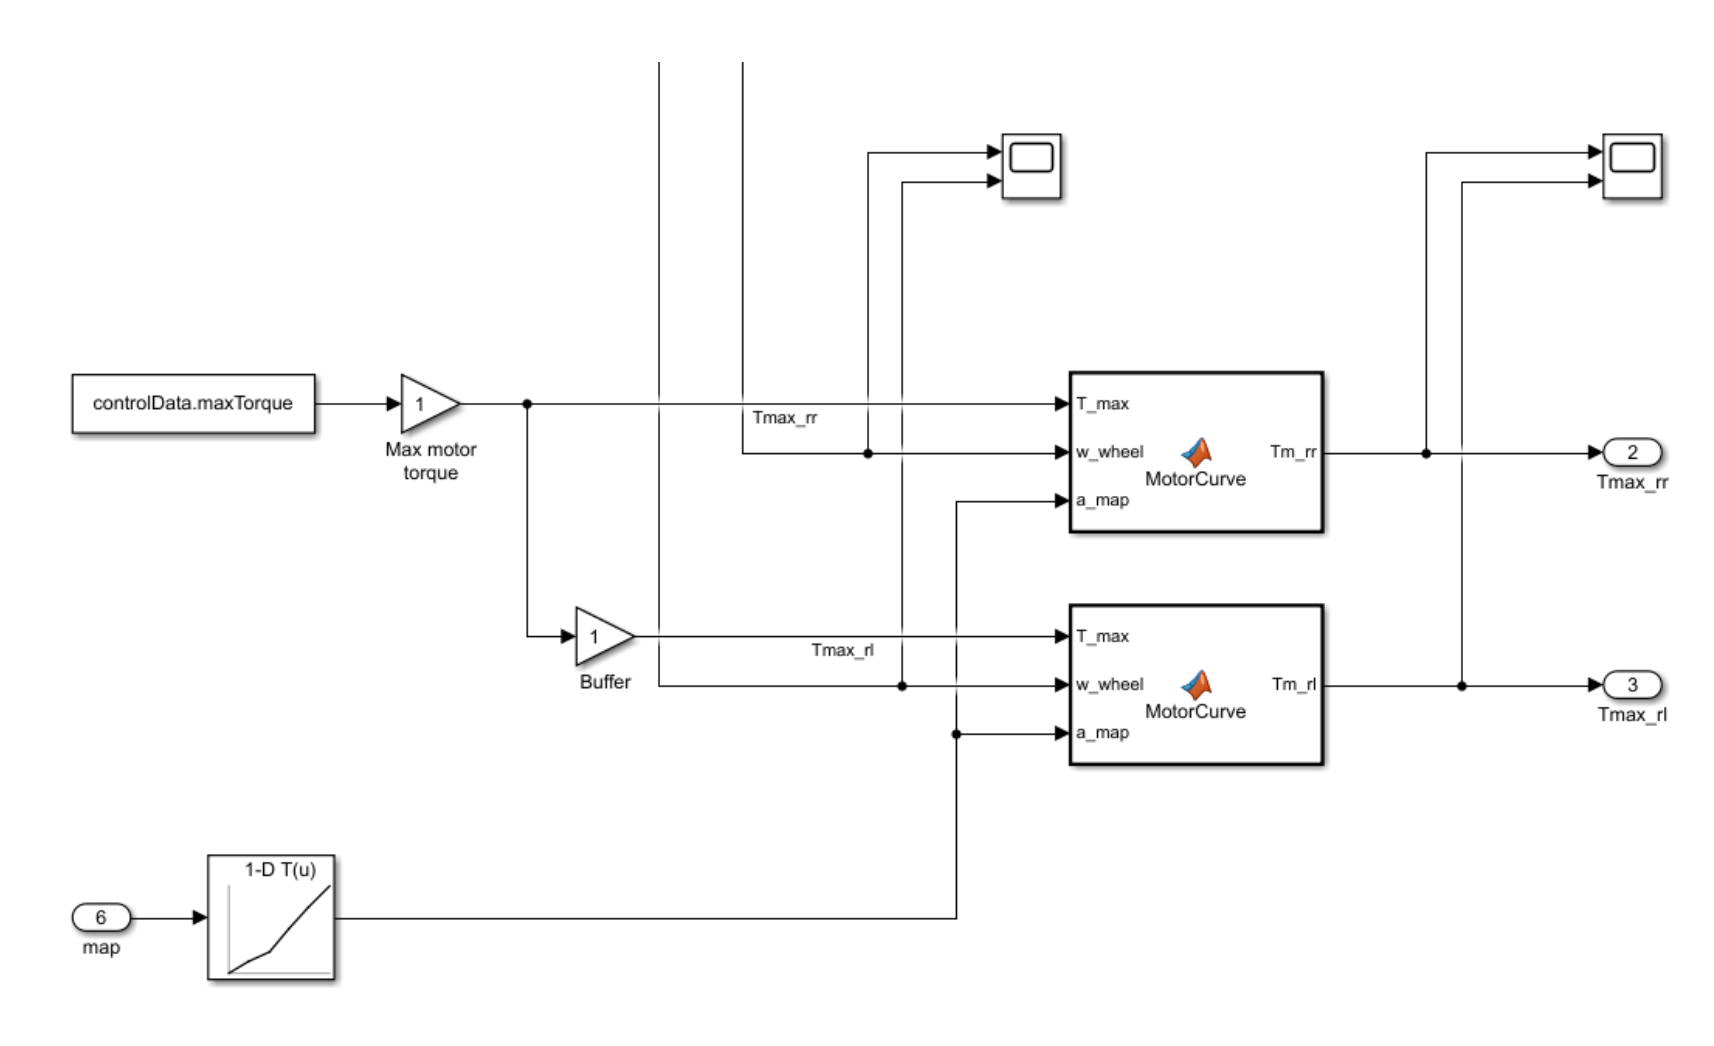 controlData.maxTorque
1
Max motor
torque
Tmax_rr
T_max
w_wheel
a_map
MotorCurve
Tm_rr
2
Tmax_rr
1
Buffer
Tmax_rl
T_max
w_wheel
a_map
MotorCurve
Tm_rl
3
Tmax_rl
1-D T(u)
6
map